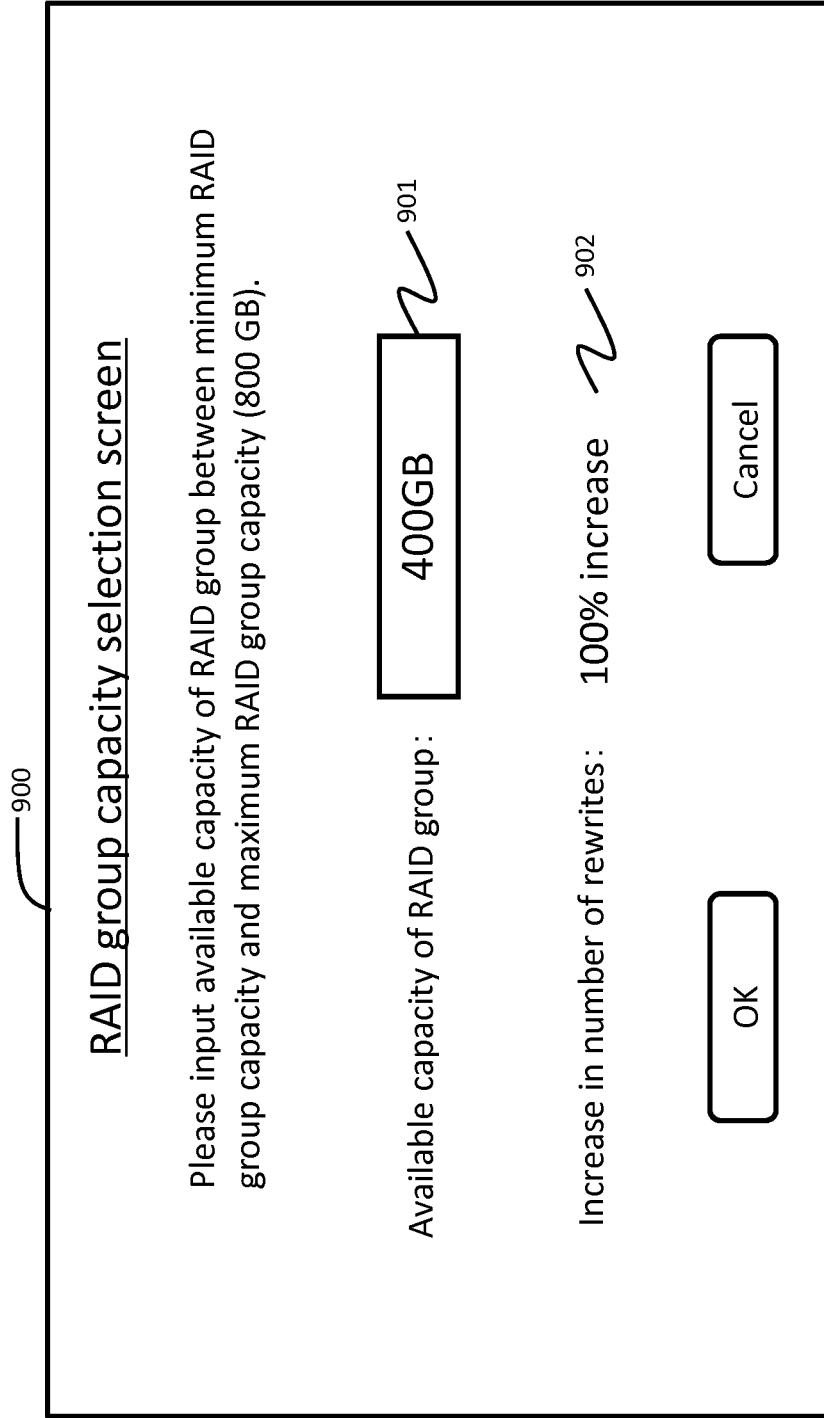 900
RAID group capacity selection screen
Please input available capacity of RAID group between minimum RAID
group capacity and maximum RAID group capacity (800 GB).
Available capacity of RAID group : 400GB 901
Increase in number of rewrites : 100% increase 902
OK Cancel